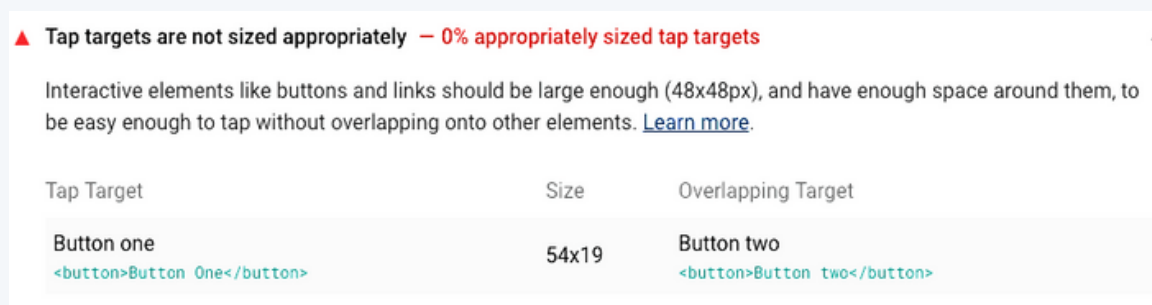 Tap targets are not sized appropriately — 0% appropriately sized tap targets
Interactive elements like buttons and links should be large enough (48x48px), and have enough space around them, to
be easy enough to tap without overlapping onto other elements. Learn more.
Tap Target Size Overlapping Target
Button one 54x19 Button two
<button>Button One</button> <button>Button two</button>